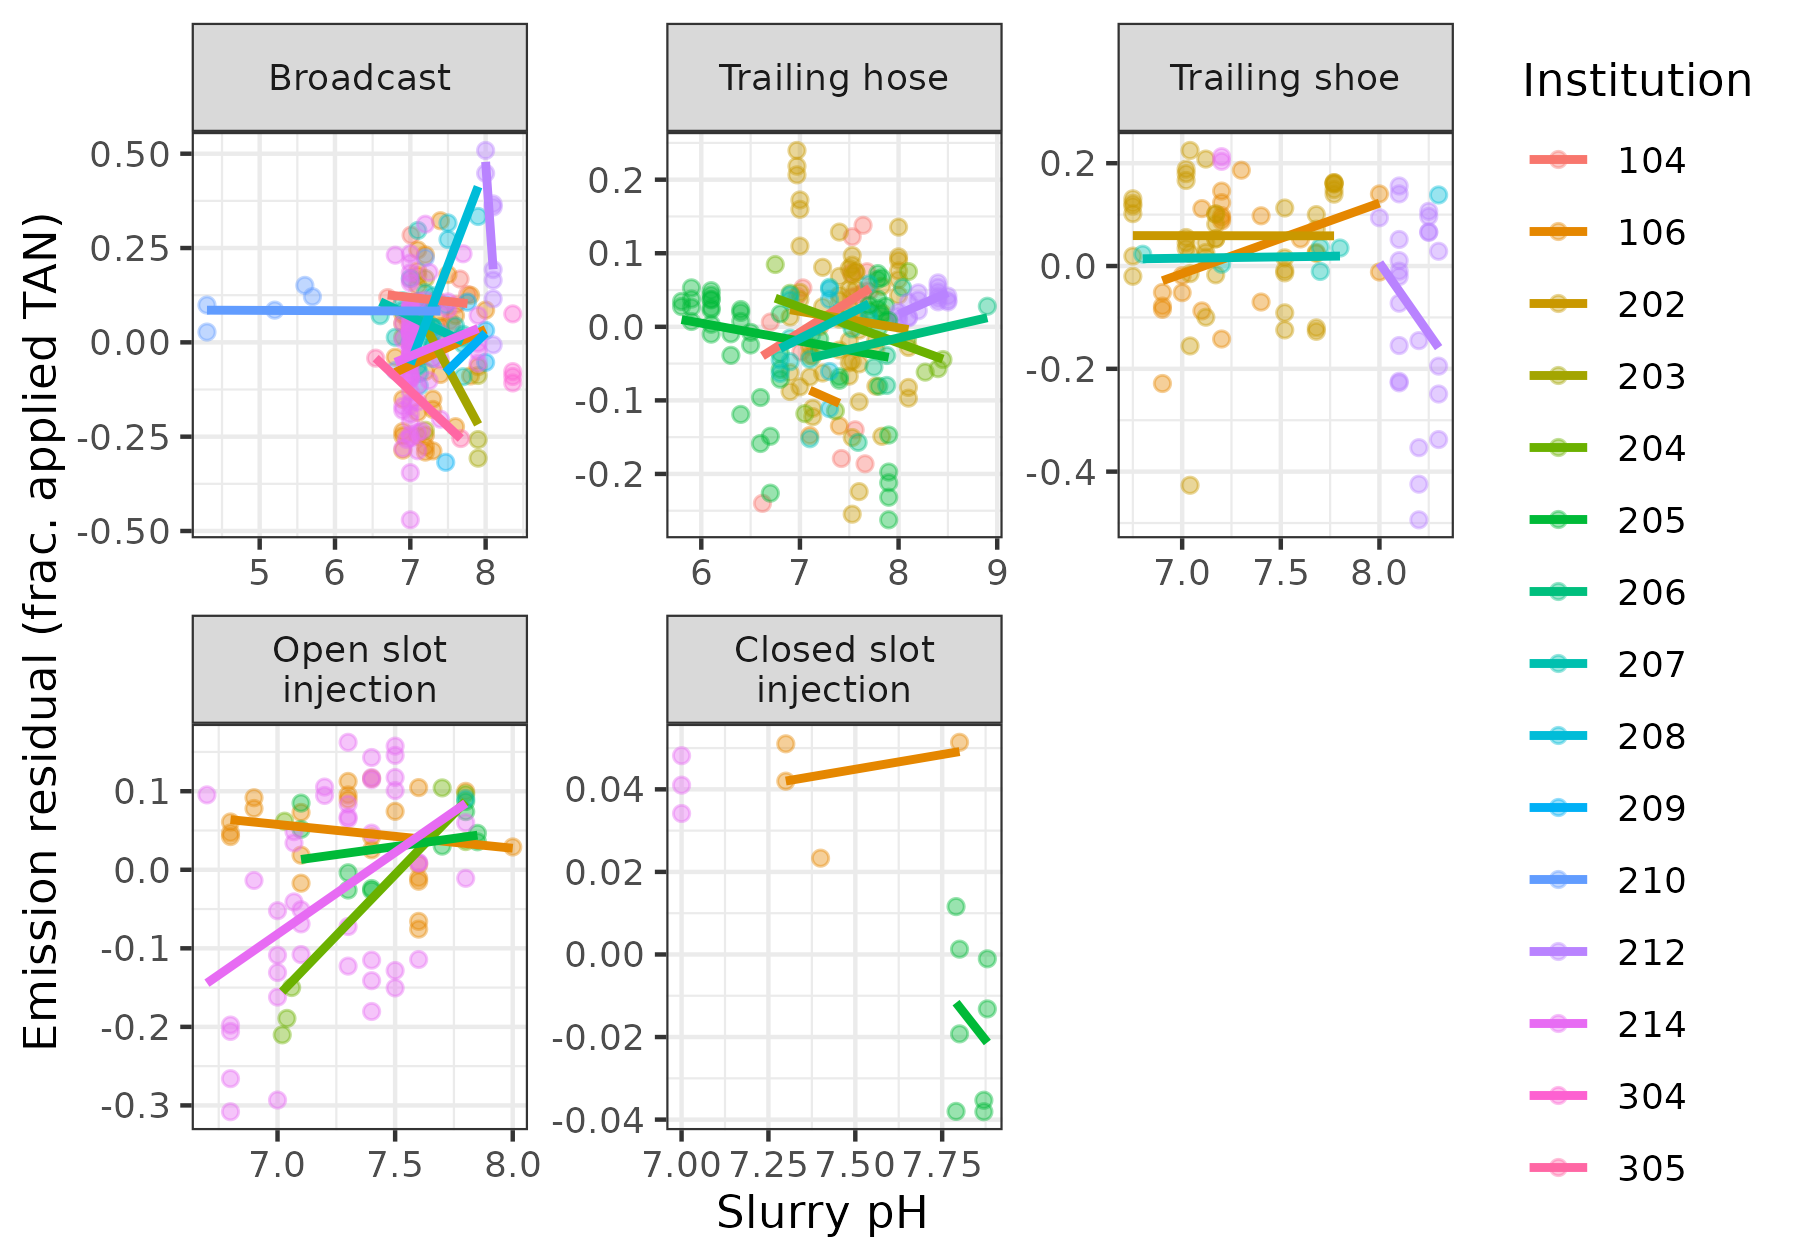 Broadcast
Trailing hose
Trailing shoe
Institution
0.50
0.25
0.00
-0.25
-0.50
5 6 7 8
0.2
0.1
0.0
-0.1
-0.2
6 7 8 9
0.2
0.0
-0.2
-0.4
7.0 7.5 8.0
Open slot
injection
Closed slot
injection
0.1
0.0
-0.1
-0.2
-0.3
7.0 7.5 8.0
0.04
0.02
0.00
-0.02
-0.04
7.00 7.25 7.50 7.75
Slurry pH
Emission residual (frac. applied TAN)
104
106
202
203
204
205
206
207
208
209
210
212
214
304
305